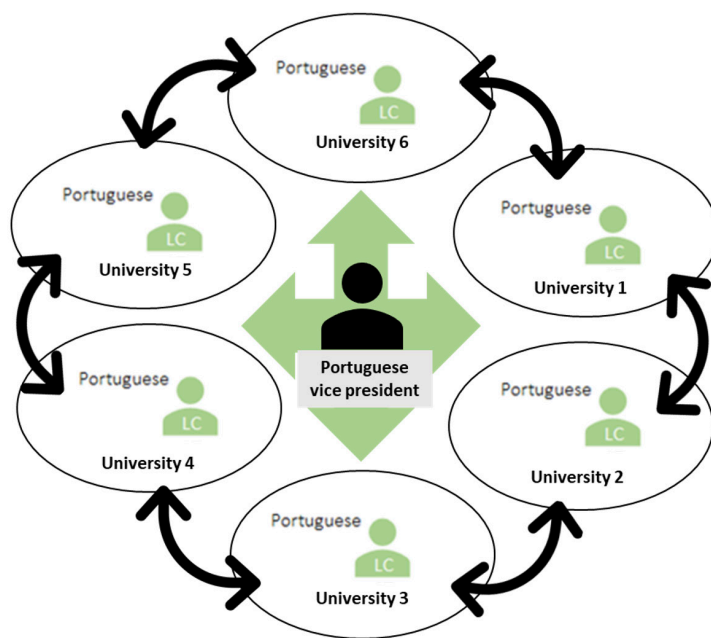 Portuguese
LC
University 6
Portuguese
LC
University 5
Portuguese
LC
University 1
Portuguese
vice president
Portuguese
LC
University 4
Portuguese
LC
University 2
Portuguese
LC
University 3